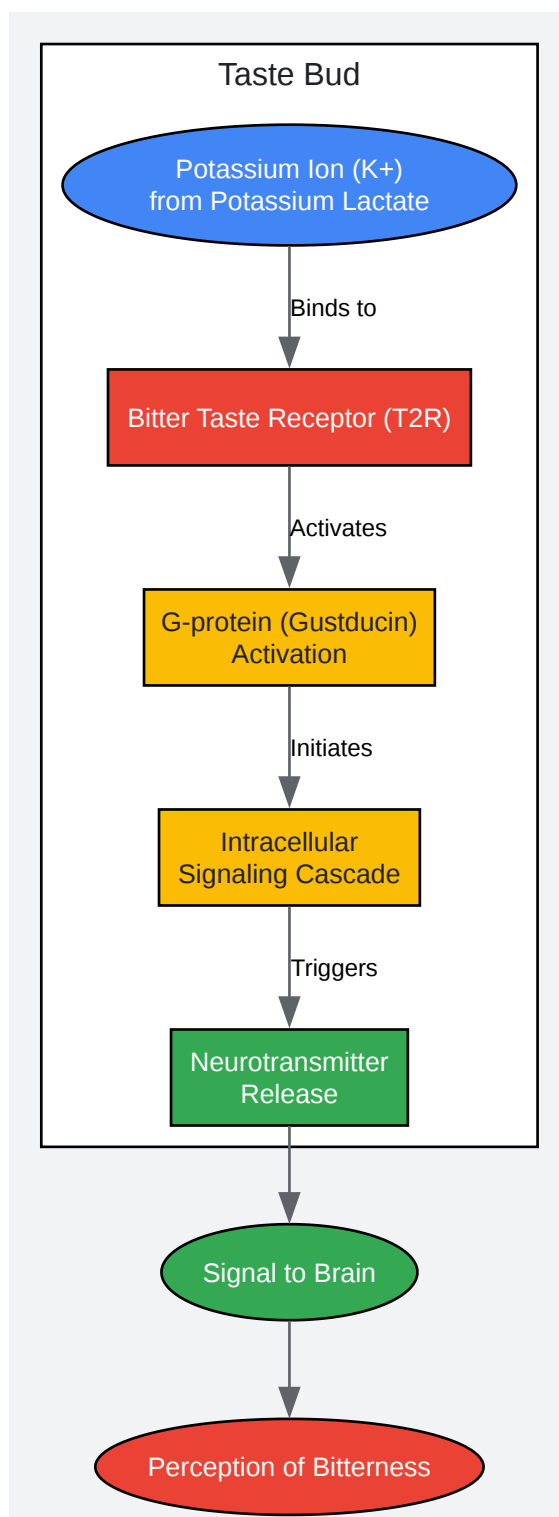 Taste Bud
Potassium Ion (K+)
from Potassium Lactate
Binds to
Bitter Taste Receptor (T2R)
Activates
G-protein (Gustducin)
Activation
Initiates
Intracellular
Signaling Cascade
Triggers
Neurotransmitter
Release
Signal to Brain
Perception of Bitterness